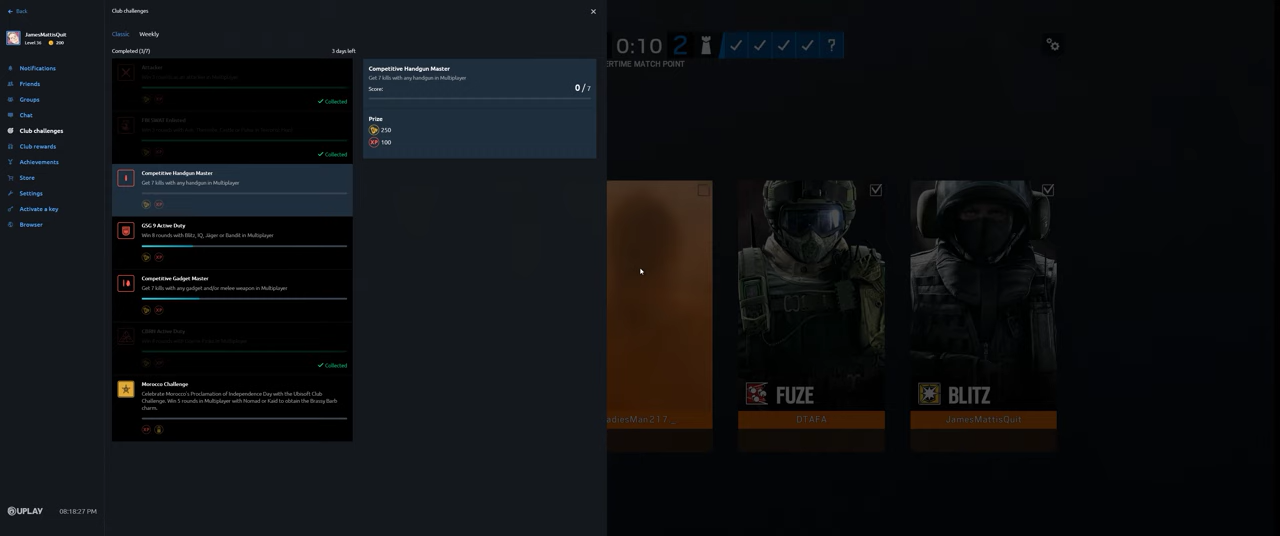 Back
Club challenges
JamesMattisQuit
Level 36 200
Classic Weekly
Completed (3/7) 3 days left
Notifications
Friends
Groups
Chat
Club challenges
Club rewards
Achievements
Store
Settings
Activate a key
Browser
Attacker
Collected
Collected
Competitive Handgun Master
Get 7 kills with any handgun in Multiplayer
GSG 9 Active Duty
Win 8 rounds with Blitz, IQ, Jäger or Bandit in Multiplayer
Competitive Gadget Master
Get 7 kills with any gadget and/or melee weapon in Multiplayer
CBRN Active Duty
Collected
Morocco Challenge
Celebrate Morocco's Proclamation of Independence Day with the Ubisoft Club
Challenge. Win 5 rounds in Multiplayer with Nomad or Kaid to obtain the Brassy Barb
charm.
Competitive Handgun Master
Get 7 kills with any handgun in Multiplayer
Score: 0 / 7
Prize
250
XP 100
0:10 2 ?
ERTIME MATCH POINT
FUZE
BLITZ
adiesMan217-_
DTAFA
JamesMattisQuit
UPLAY 08:18:27 PM